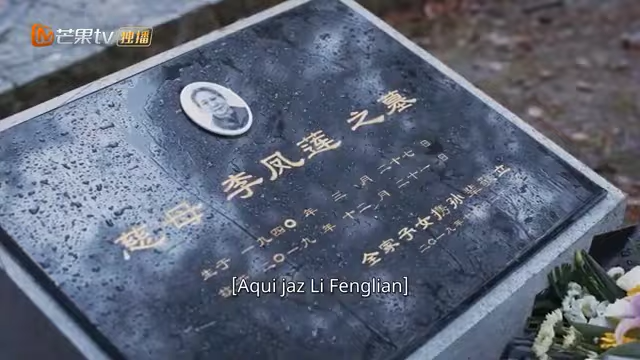 芒果tv 独播
慈母 李凤莲 之墓
生于 一九四〇年 三月 二十七日
二〇一九年 十二月 二十一日
全家子女携孙辈敬立
二〇一九年
[Aqui jaz Li Fenglian]